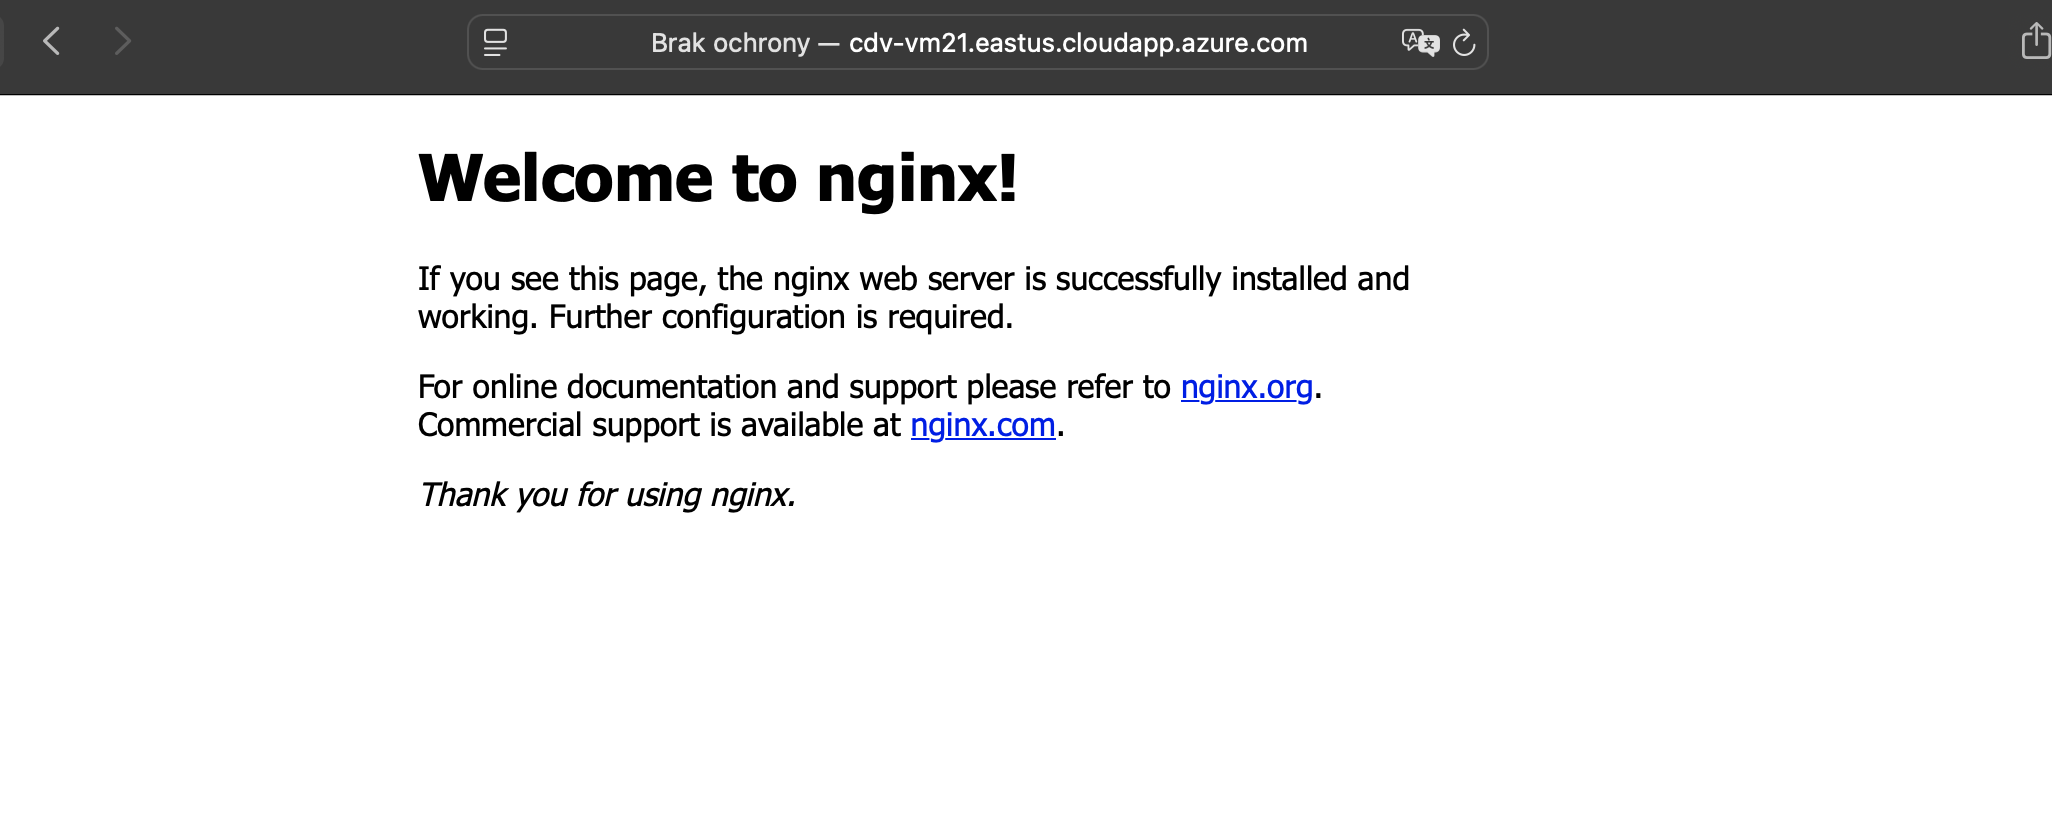 Brak ochrony — cdv-vm21.eastus.cloudapp.azure.com
Welcome to nginx!
If you see this page, the nginx web server is successfully installed and
working. Further configuration is required.
For online documentation and support please refer to nginx.org.
Commercial support is available at nginx.com.
Thank you for using nginx.